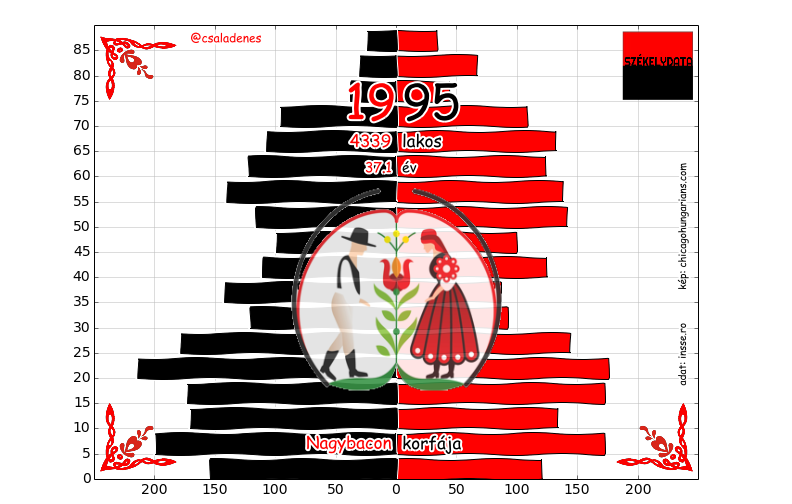 @csaladenes
SZÉKELYDATA
1995
4339 lakos
37.1 év
kép: chicagohungarians.com
adat: insse.ro
Nagybacon korfája
85
80
75
70
65
60
55
50
45
40
35
30
25
20
15
10
5
0
200 150 100 50 0 50 100 150 200